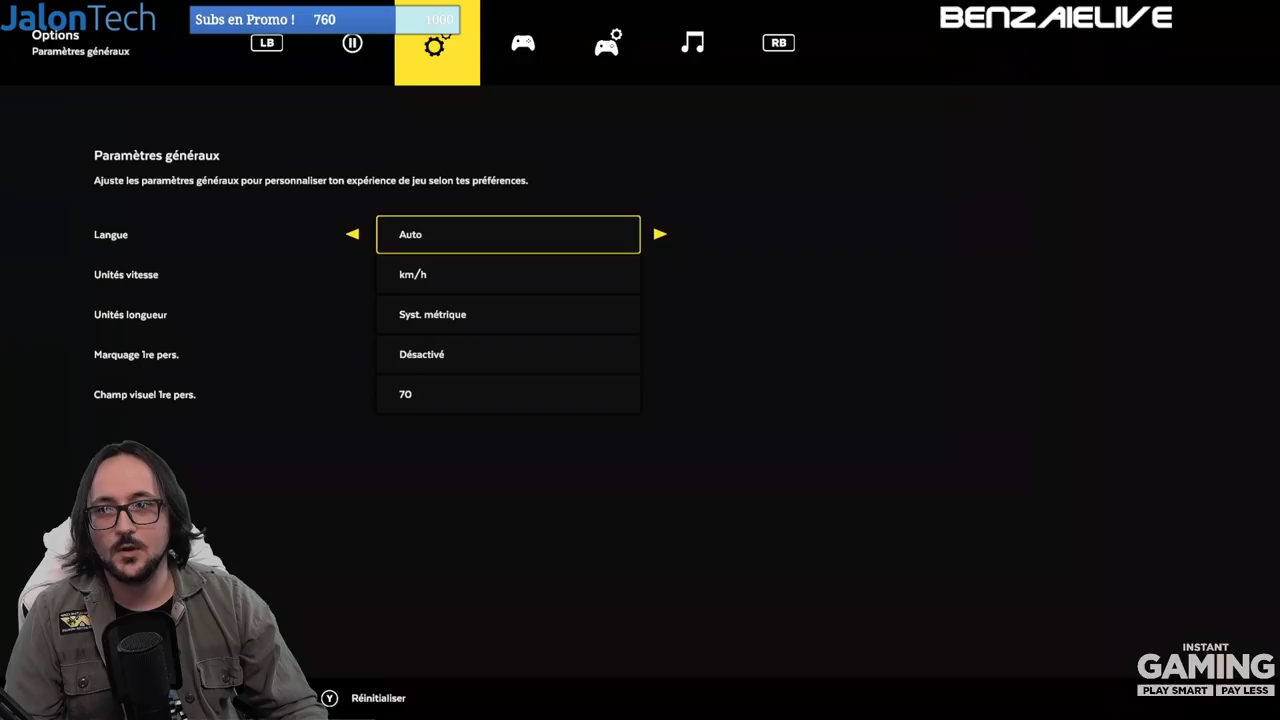 JalonTech
Subs en Promo ! 760 1000
BENZAIELIVE
Options
Paramètres généraux
LB
RB
Paramètres généraux
Ajuste les paramètres généraux pour personnaliser ton expérience de jeu selon tes préférences.
Langue Auto
Unités vitesse km/h
Unités longueur Syst. métrique
Marquage 1re pers. Désactivé
Champ visuel 1re pers. 70
Y Réinitialiser
INSTANT
GAMING
PLAY SMART PAY LESS